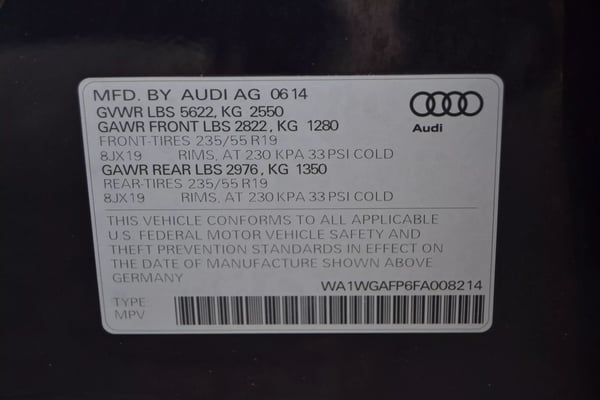 MFD. BY AUDI AG 06 14
GVWR LBS 5622, KG 2550
GAWR FRONT LBS 2822, KG 1280
FRONT-TIRES 235/55 R19
8JX19 RIMS, AT 230 KPA 33 PSI COLD
GAWR REAR LBS 2976, KG 1350
REAR-TIRES 235/55 R19
8JX19 RIMS, AT 230 KPA 33 PSI COLD
Audi
THIS VEHICLE CONFORMS TO ALL APPLICABLE
U.S. FEDERAL MOTOR VEHICLE SAFETY AND
THEFT PREVENTION STANDARDS IN EFFECT ON
THE DATE OF MANUFACTURE SHOWN ABOVE
GERMANY
WA1WGAFP6FA008214
TYPE:
MPV